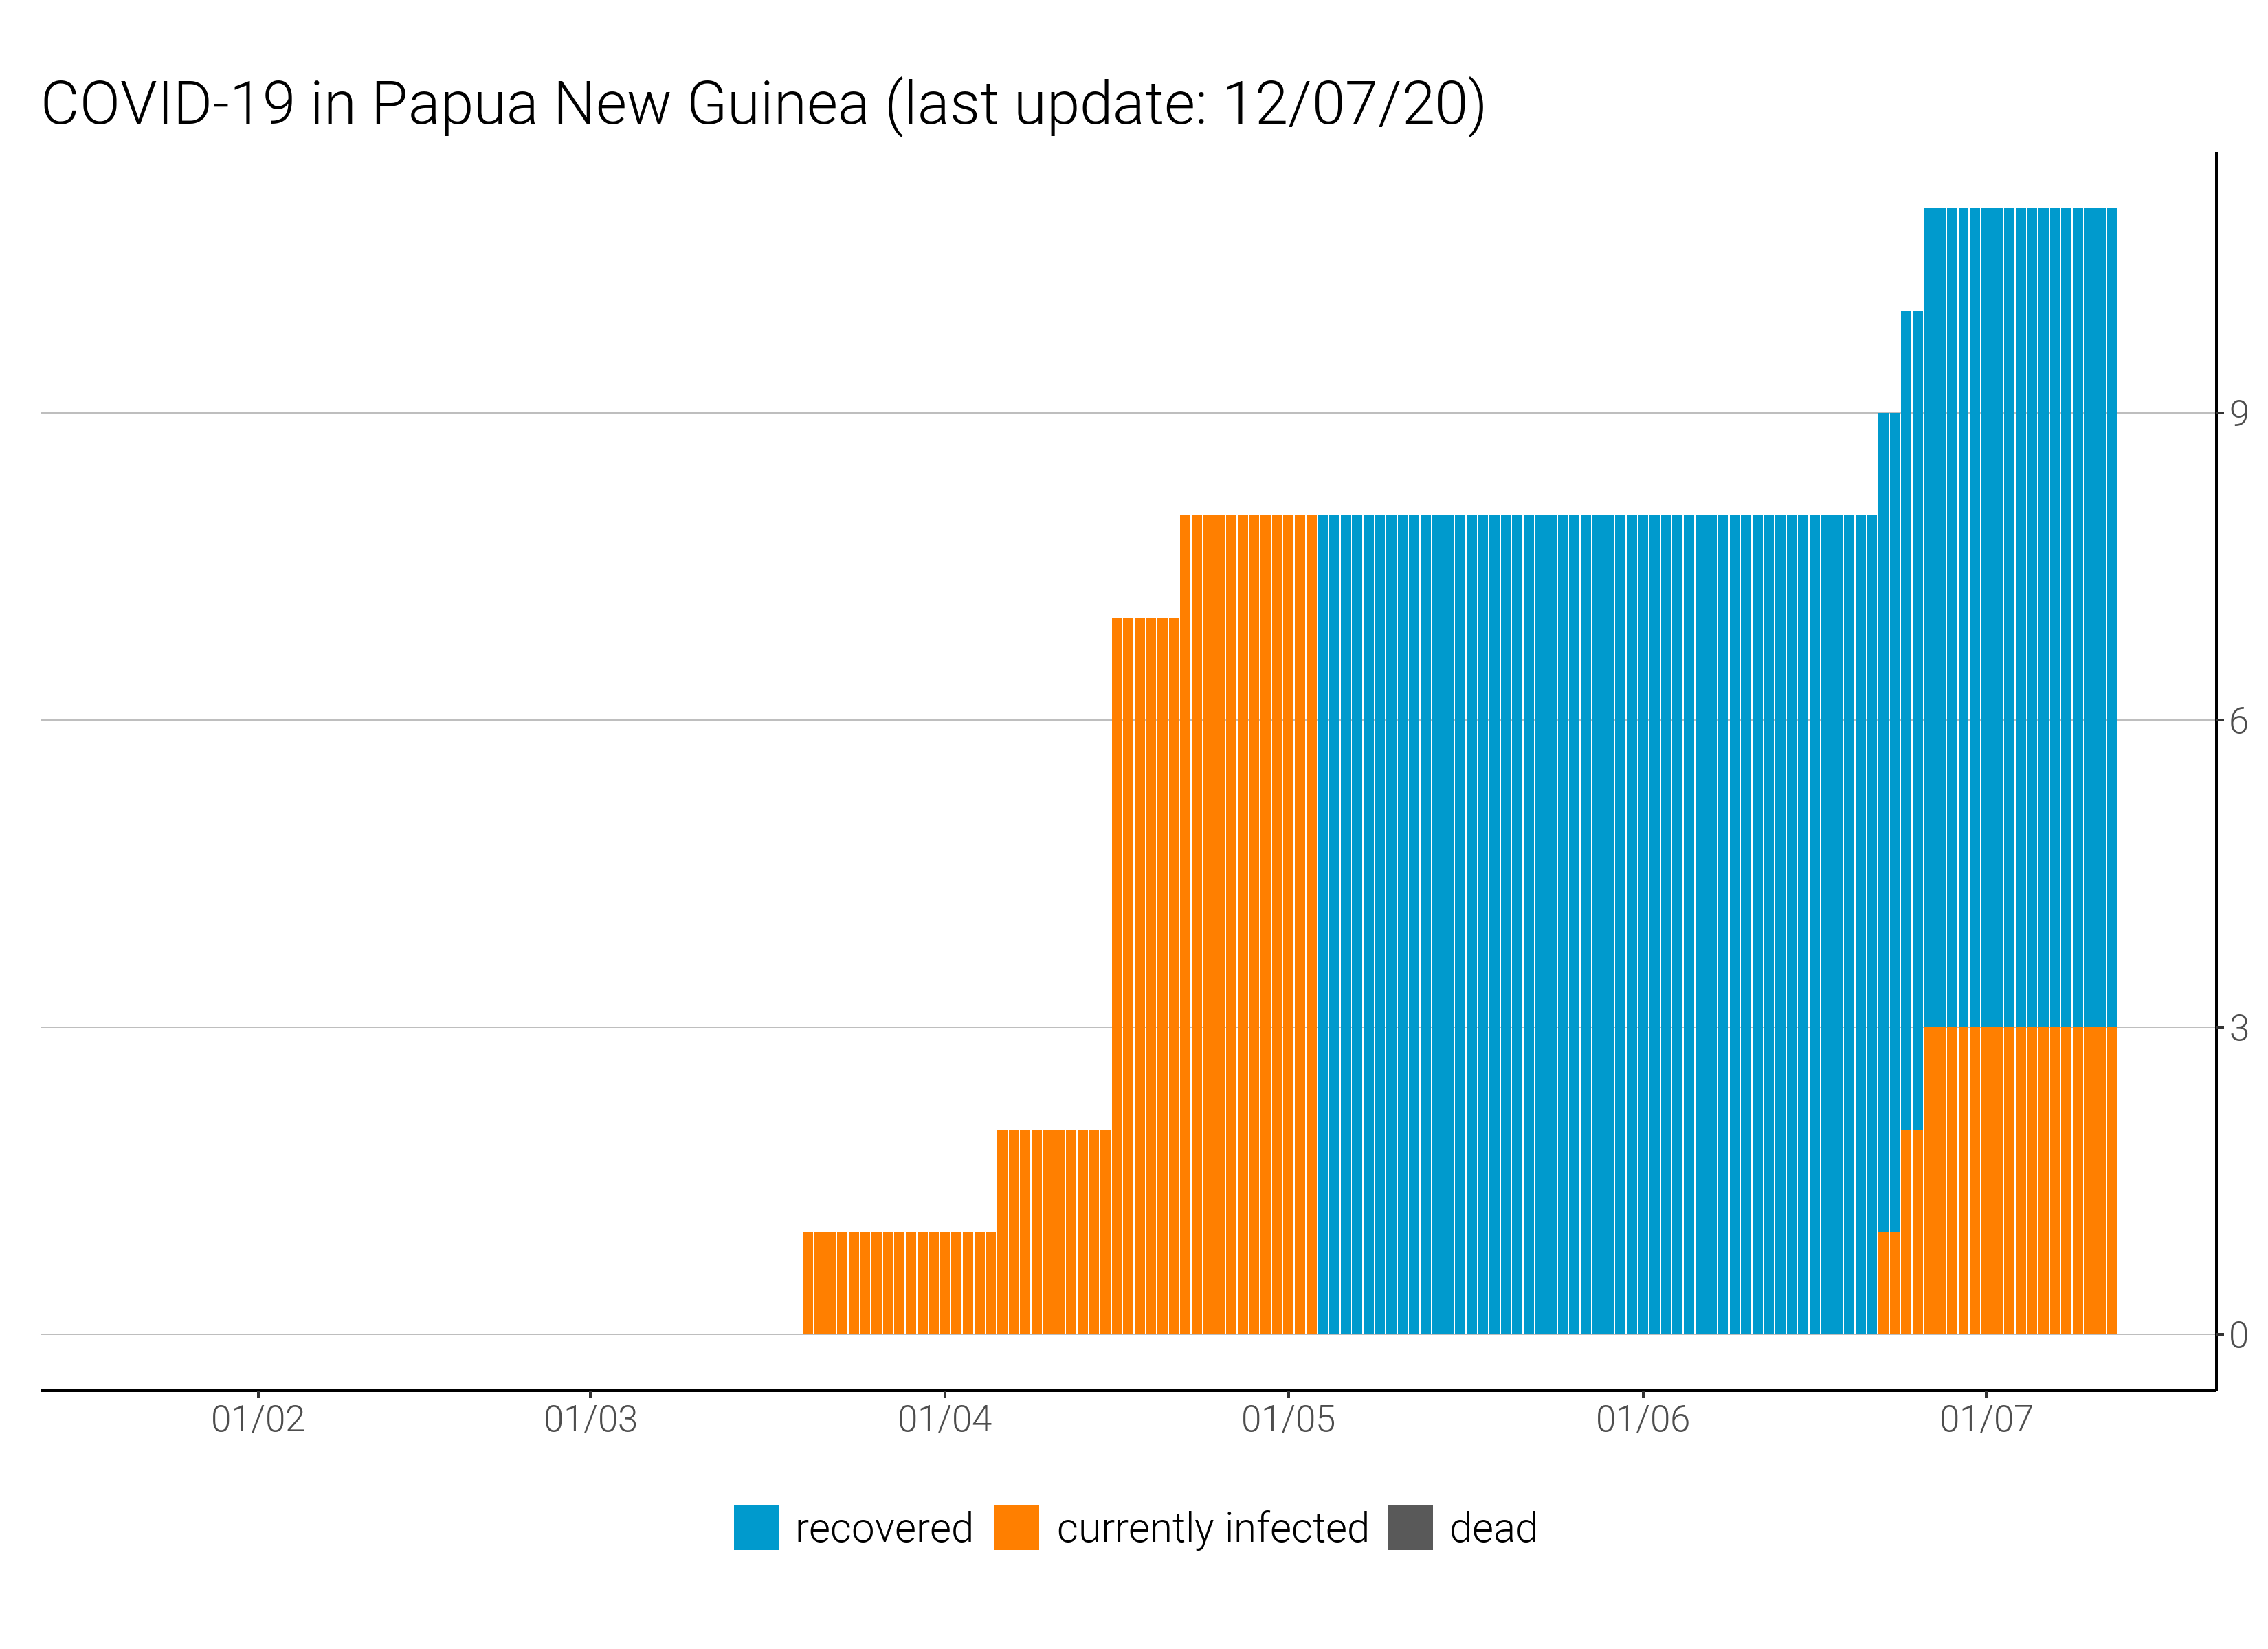 COVID-19 in Papua New Guinea (last update: 12/07/20)
9
6
3
0
01/02 01/03 01/04 01/05 01/06 01/07
recovered currently infected dead